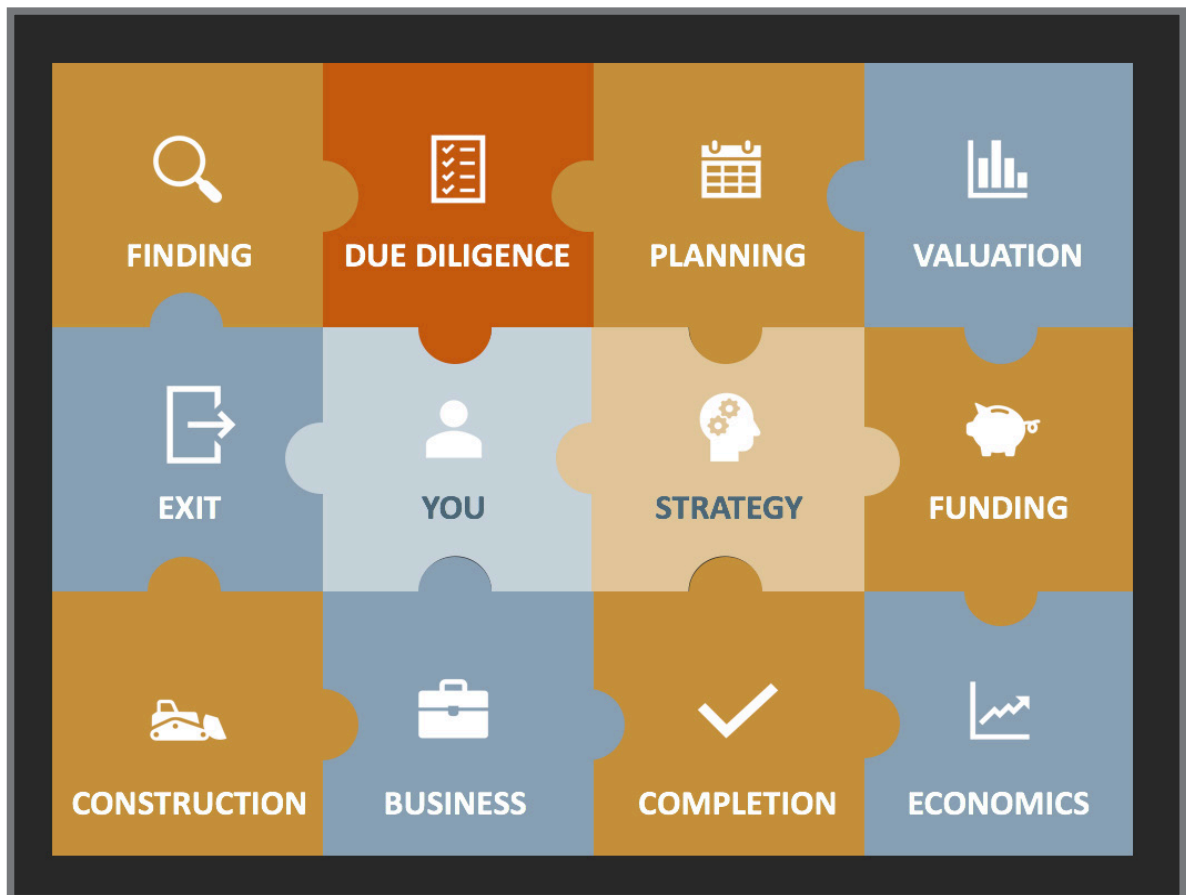 FINDING
DUE DILIGENCE
PLANNING
VALUATION
EXIT
YOU
STRATEGY
FUNDING
CONSTRUCTION
BUSINESS
COMPLETION
ECONOMICS